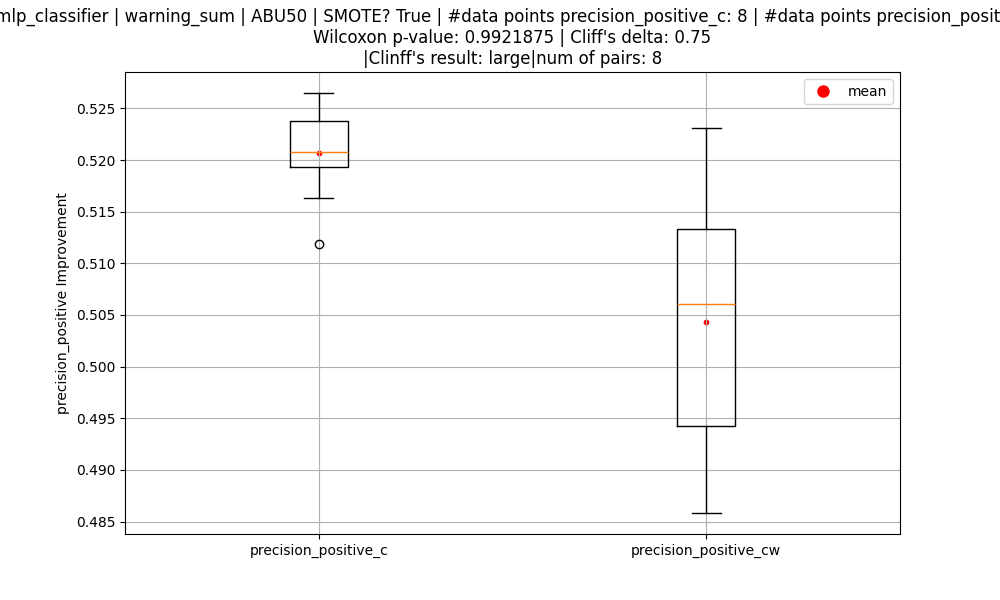 mlp_classifier | warning_sum | ABU50 | SMOTE? True | #data points precision_positive_c: 8 | #data points
Wilcoxon p-value: 0.9921875 | Cliff's delta: 0.75
|Clinff's result: large|num of pairs: 8
mean
0.525
0.520
0.515
0.510
0.505
0.500
0.495
0.490
0.485
precision_positive Improvement
precision_positive_c
precision_positive_cw